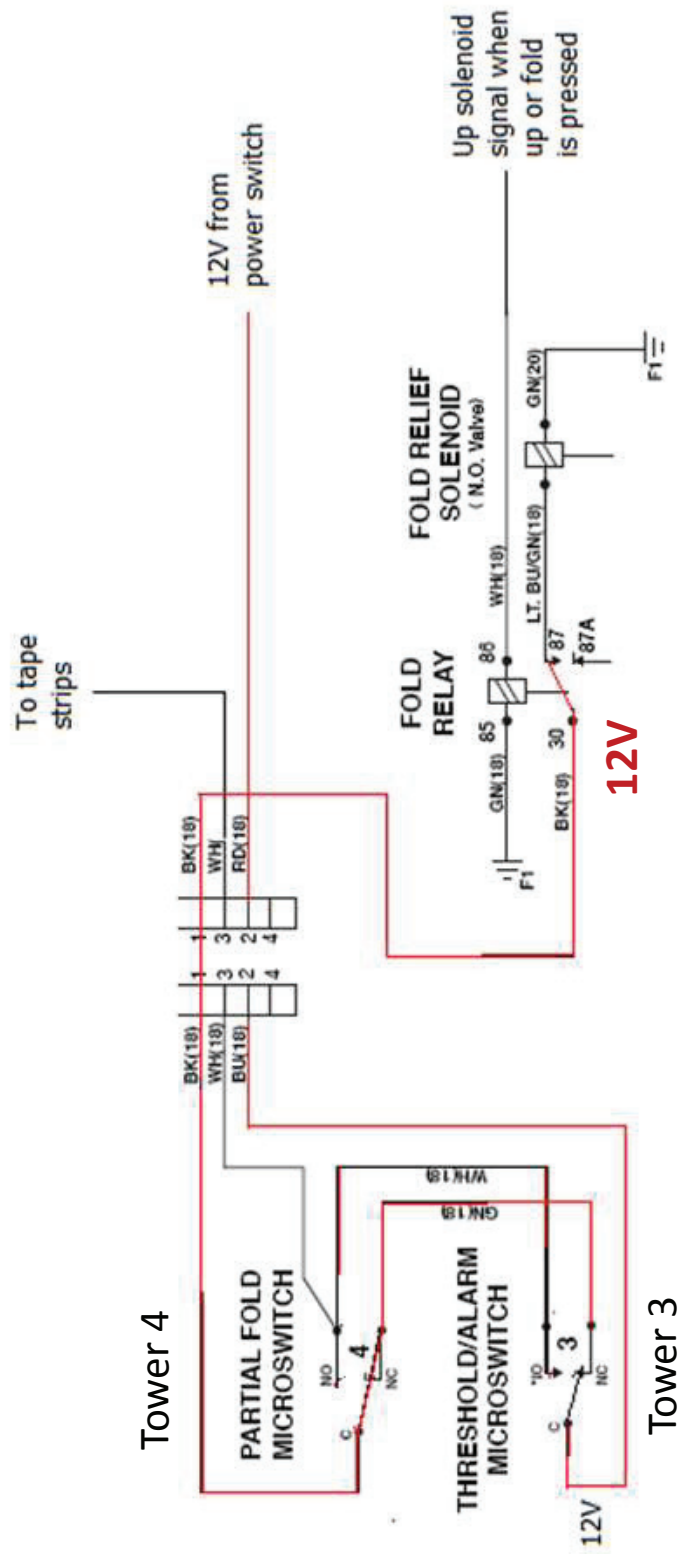 Tower 4
PARTIAL FOLD
MICROSWITCH
NO
4
C
NC
THRESHOLD/ALARM
MICROSWITCH
3
C
NC
12V
Tower 3
WH(18)
GN(18)
BK(18)
WH(18)
BU(18)
1
3
2
4
1
3
2
4
BK(18)
WH(
RD(18)
To tape
strips
12V from
power switch
FOLD
RELAY
85
86
GN(18)
F1
30
BK(18)
12V
87
87A
WH(18)
FOLD RELIEF
SOLENOID
( N.O. Valve)
LT. BU/GN(18)
GN(20)
F1
Up solenoid
signal when
up or fold
is pressed